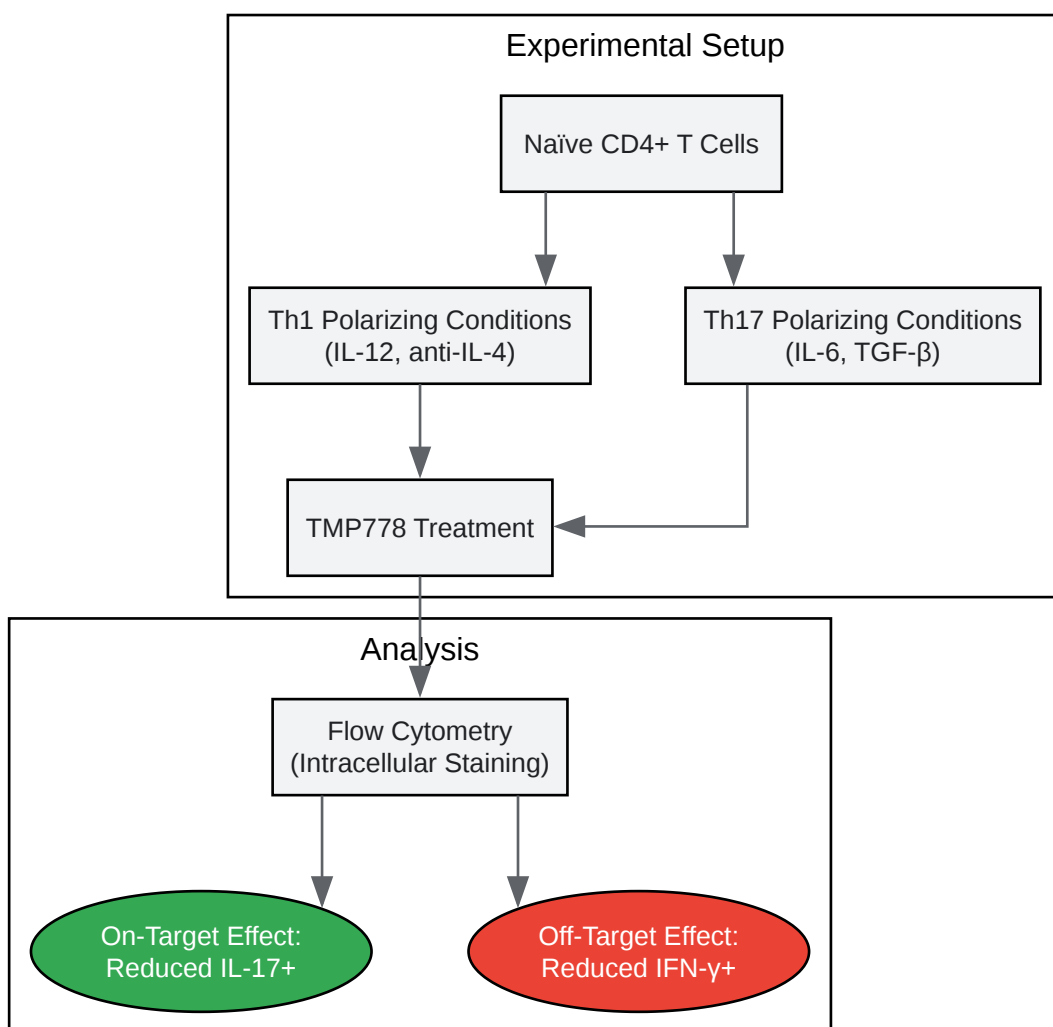 Experimental Setup
Naïve CD4+ T Cells
Th1 Polarizing Conditions
(IL-12, anti-IL-4)
Th17 Polarizing Conditions
(IL-6, TGF-β)
TMP778 Treatment
Analysis
Flow Cytometry
(Intracellular Staining)
On-Target Effect:
Reduced IL-17+
Off-Target Effect:
Reduced IFN-γ+